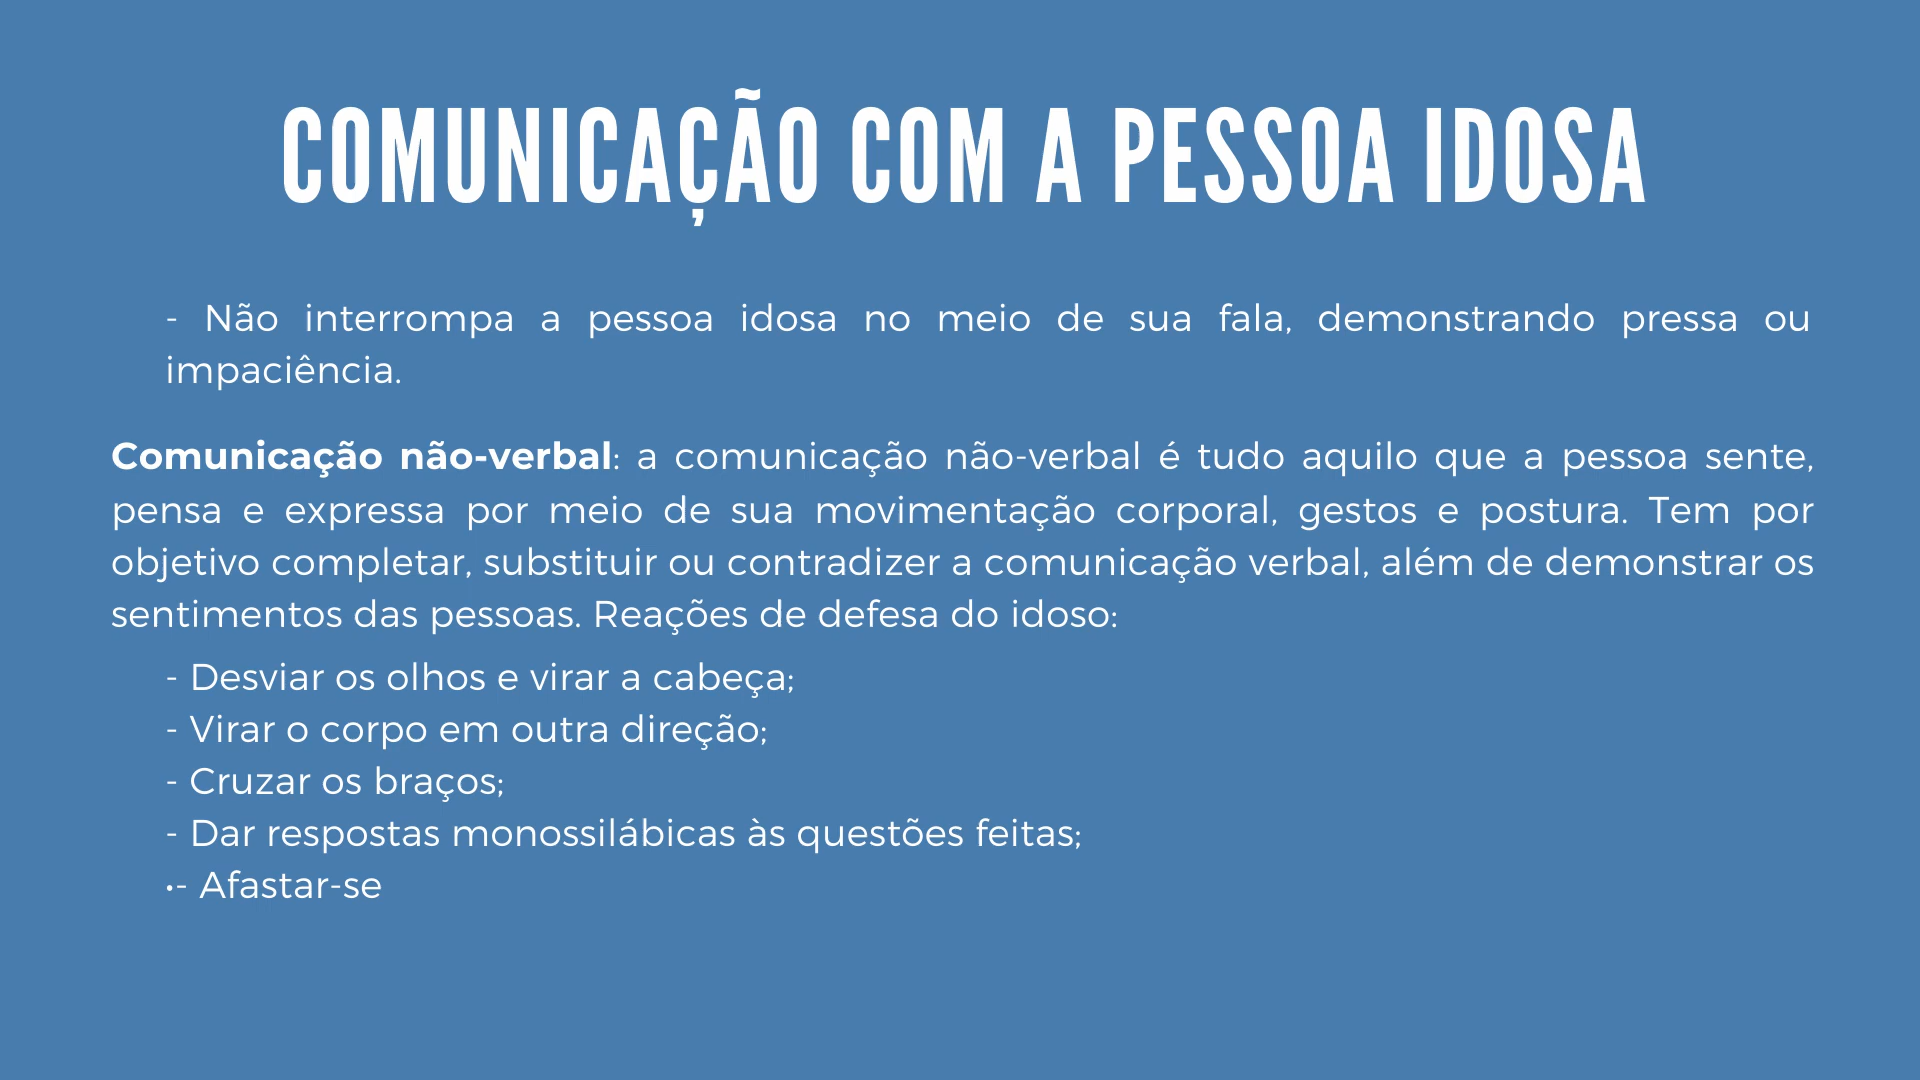 COMUNICAÇÃO COM A PESSOA IDOSA
- Não interrompa a pessoa idosa no meio de sua fala, demonstrando pressa ou
impaciência.
Comunicação não-verbal: a comunicação não-verbal é tudo aquilo que a pessoa sente,
pensa e expressa por meio de sua movimentação corporal, gestos e postura. Tem por
objetivo completar, substituir ou contradizer a comunicação verbal, além de demonstrar os
sentimentos das pessoas. Reações de defesa do idoso:
- Desviar os olhos e virar a cabeça;
- Virar o corpo em outra direção;
- Cruzar os braços;
- Dar respostas monossilábicas às questões feitas;
•- Afastar-se